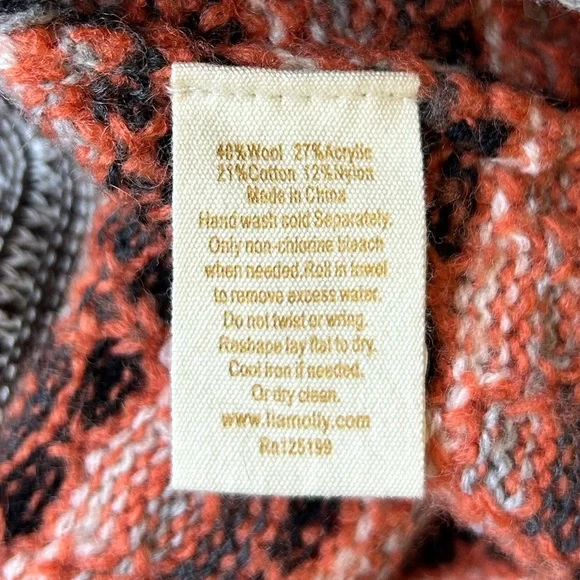 40%Wool 27%Acrylic
21%Cotton 12%Nylon
Made in China
Hand wash cold Separately.
Only non-chlorine bleach
when needed.Roll in towel
to remove excess water.
Do not twist or wring.
Reshape lay flat to dry.
Cool iron if needed.
Or dry clean.
www.liamolly.com
Rn125199